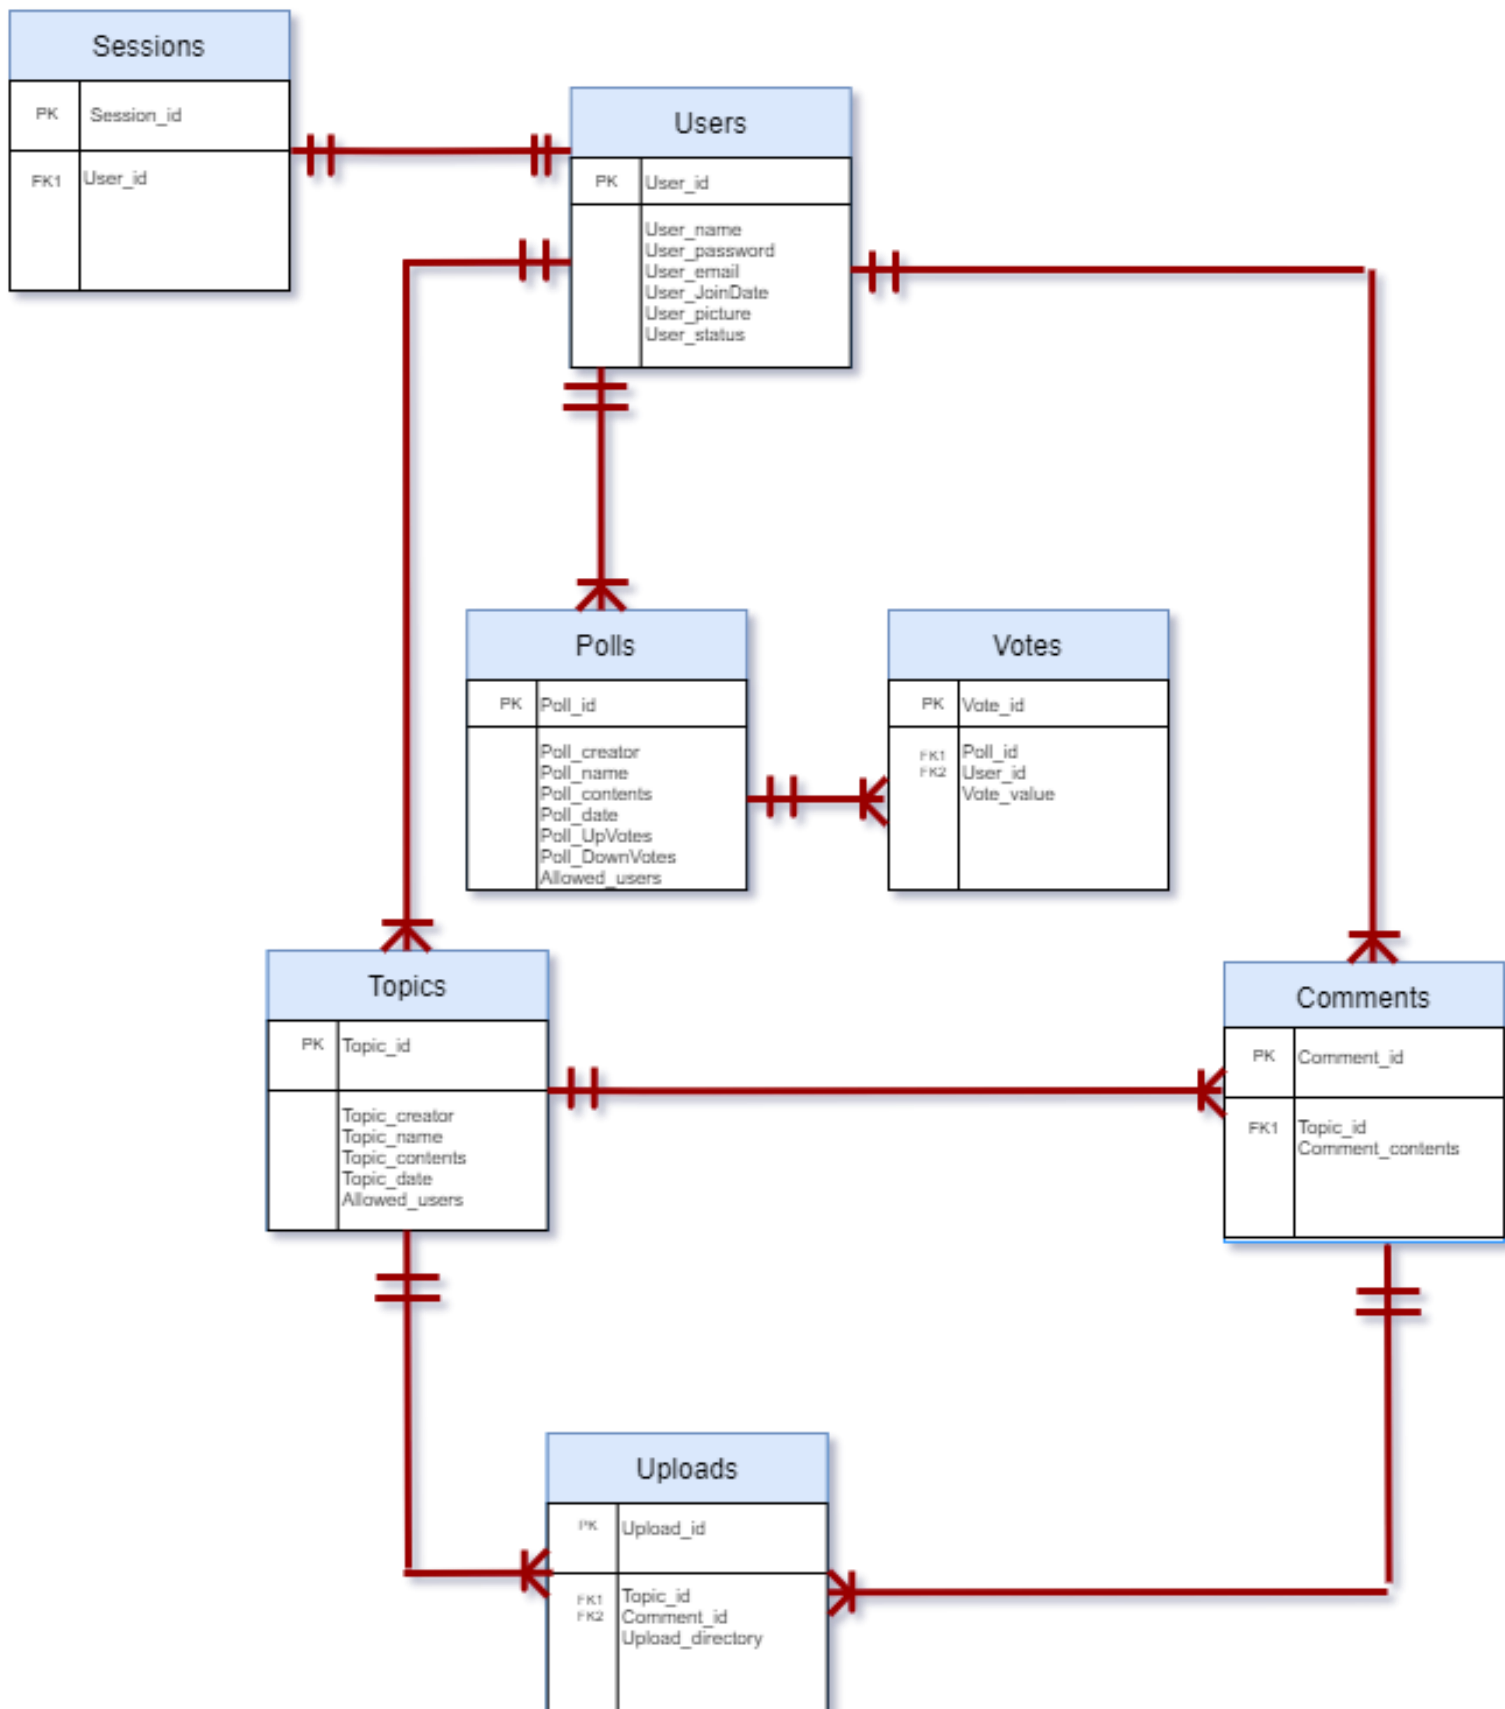 Sessions
PK Session_id
FK1 User_id
Users
PK User_id
User_name
User_password
User_email
User_JoinDate
User_picture
User_status
Polls
PK Poll_id
Poll_creator
Poll_name
Poll_contents
Poll_date
Poll_UpVotes
Poll_DownVotes
Allowed_users
Votes
PK Vote_id
FK1 Poll_id
FK2 User_id
Vote_value
Topics
PK Topic_id
Topic_creator
Topic_name
Topic_contents
Topic_date
Allowed_users
Comments
PK Comment_id
FK1 Topic_id
Comment_contents
Uploads
PK Upload_id
FK1 Topic_id
FK2 Comment_id
Upload_directory